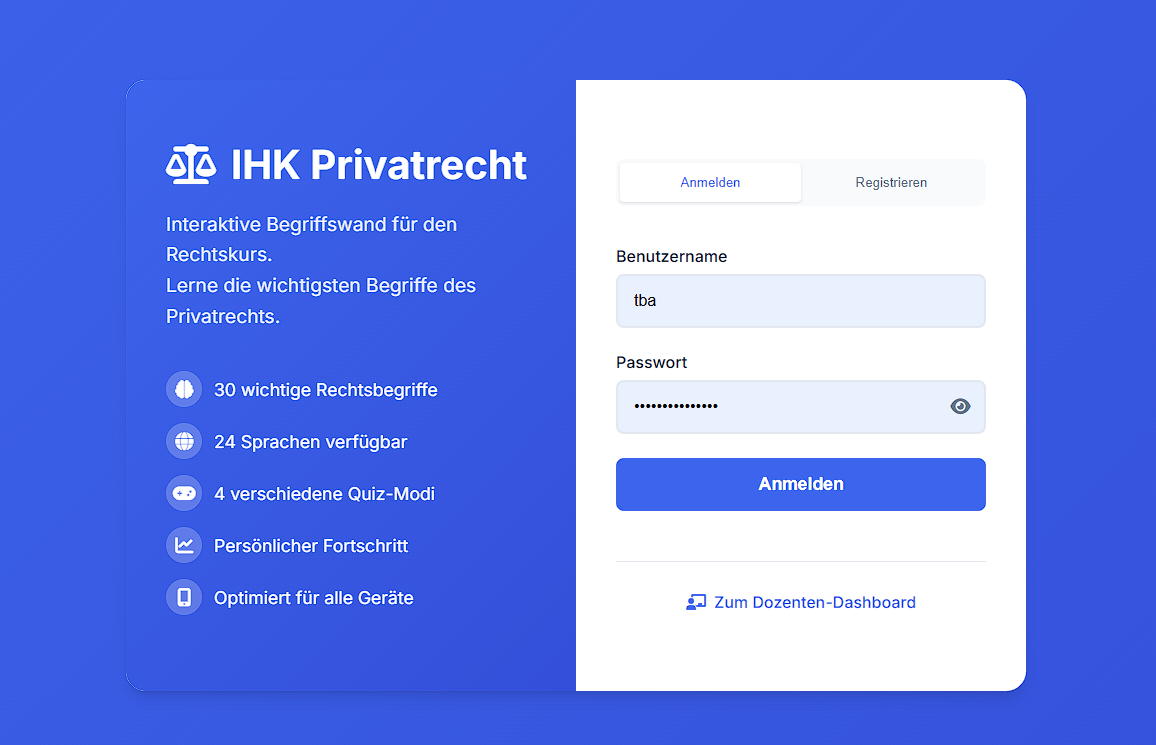 IHK Privatrecht
Interaktive Begriffswand für den
Rechtskurs.
Lerne die wichtigsten Begriffe des
Privatrechts.
30 wichtige Rechtsbegriffe
24 Sprachen verfügbar
4 verschiedene Quiz-Modi
Persönlicher Fortschritt
Optimiert für alle Geräte
Anmelden
Registrieren
Benutzername
tba
Passwort
•••••••••••••••
Anmelden
Zum Dozenten-Dashboard